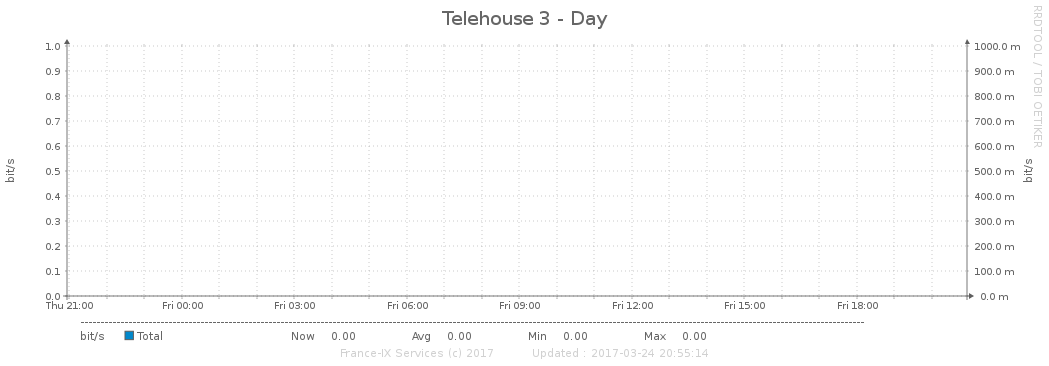 Telehouse 3 - Day
RRDTOOL / TOBI OETIKER
bit/s
1.0
0.9
0.8
0.7
0.6
0.5
0.4
0.3
0.2
0.1
0.0
1000.0 m
900.0 m
800.0 m
700.0 m
600.0 m
500.0 m
400.0 m
300.0 m
200.0 m
100.0 m
0.0 m
bit/s
Thu 21:00 Fri 00:00 Fri 03:00 Fri 06:00 Fri 09:00 Fri 12:00 Fri 15:00 Fri 18:00
bit/s Total Now 0.00 Avg 0.00 Min 0.00 Max 0.00
France-IX Services (c) 2017 Updated : 2017-03-24 20:55:14